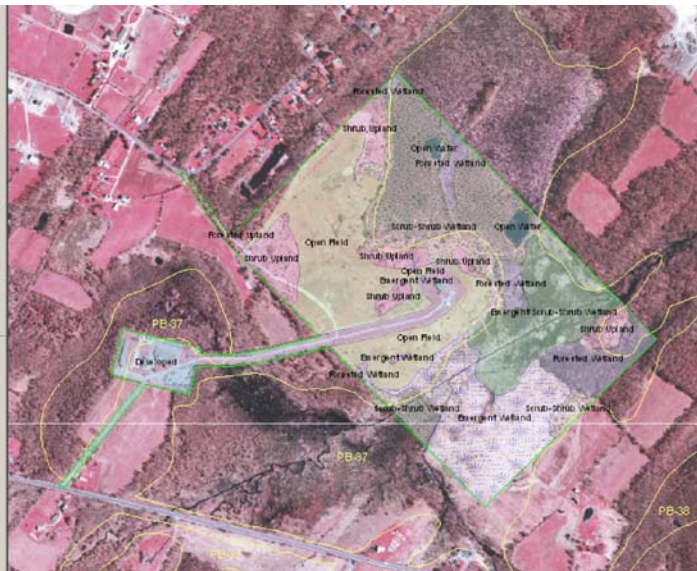 Forested Wetland
Shrub Upland
Open Water
Forested Wetland
Scrub-Shrub Wetland
Open Water
Forested Upland
Open Field
Shrub Upland
Shrub Upland
Shrub Upland
Open Field
Emergent Wetland
Forested Wetland
Shrub Upland
Emergent Scrub-Shrub Wetland
PB-37
Open Field
Shrub Upland
Developed
Emergent Wetland
Forested Wetland
Forested Wetland
Scrub-Shrub Wetland
Scrub-Shrub Wetland
Emergent Wetland
PB-37
PB-38